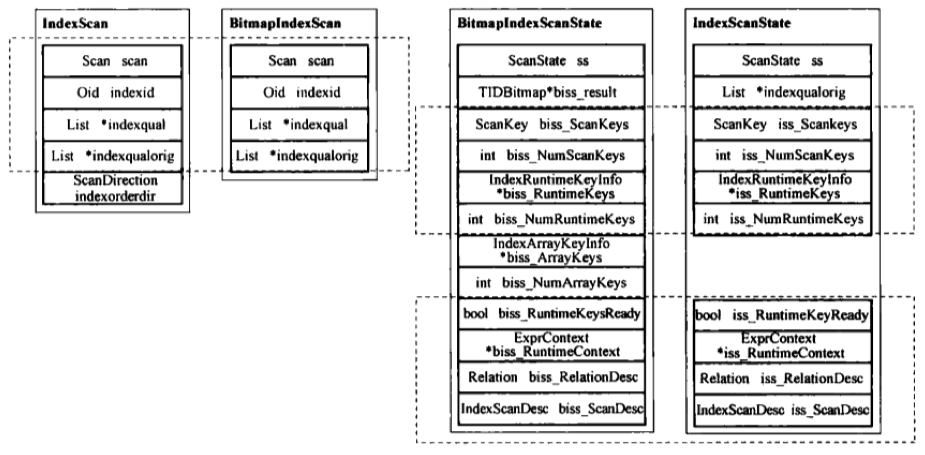 IndexScan
Scan scan
Oid indexid
List *indexqual
List *indexqualorig
ScanDirection
indexorderdir
BitmapIndexScan
Scan scan
Oid indexid
List *indexqual
List *indexqualorig
BitmapIndexScanState
ScanState ss
TIDBitmap*biss_result
ScanKey biss_ScanKeys
int biss_NumScanKeys
IndexRuntimeKeyInfo
*biss_RuntimeKeys
int biss_NumRuntimeKeys
IndexArrayKeyInfo
*biss_ArrayKeys
int biss_NumArrayKeys
bool biss_RuntimeKeysReady
ExprContext
*biss_RuntimeContext
Relation biss_RelationDesc
IndexScanDesc biss_ScanDesc
IndexScanState
ScanState ss
List *indexqualorig
ScanKey iss_Scankeys
int iss_NumScanKeys
IndexRuntimeKeyInfo
*iss_RuntimeKeys
int iss_NumRuntimeKeys
bool iss_RuntimeKeyReady
ExprContext
*iss_RuntimeContext
Relation iss_RelationDesc
IndexScanDesc iss_ScanDesc